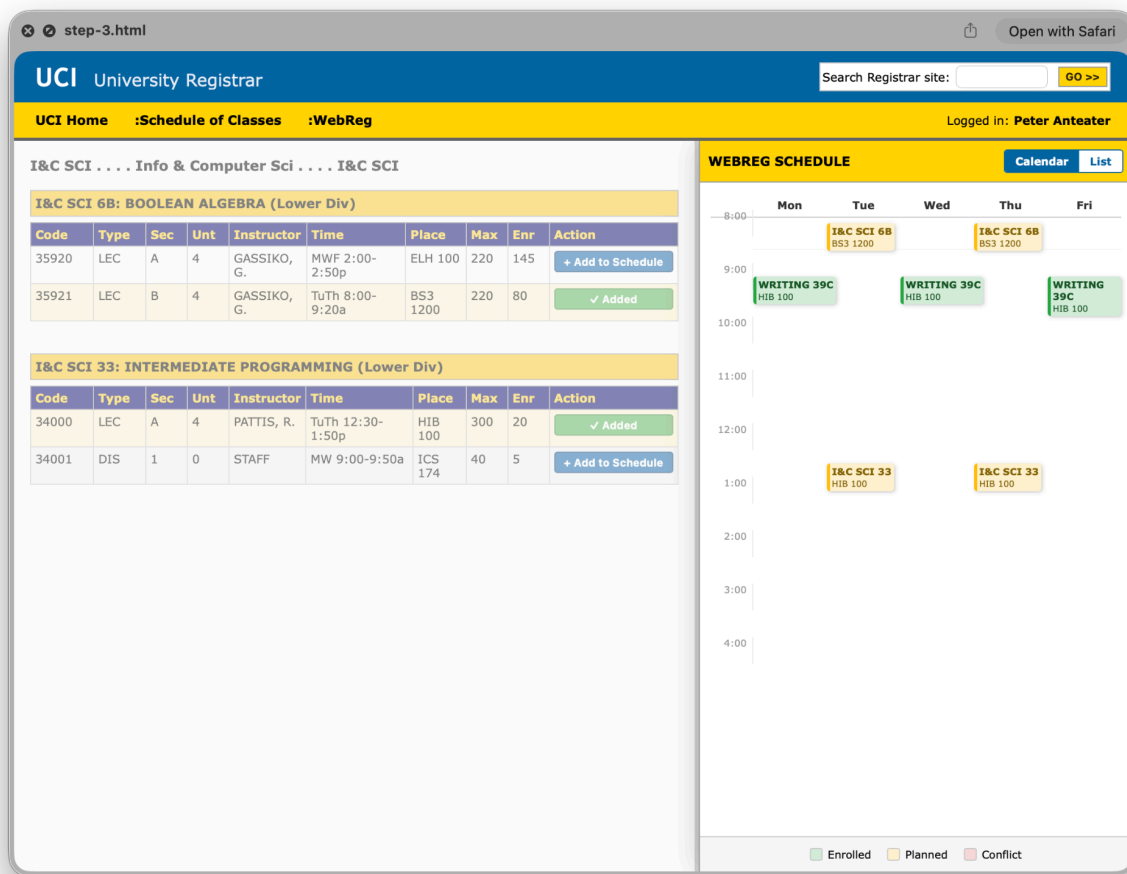 step-3.html
Open with Safari
UCI University Registrar
Search Registrar site:
GO >>
UCI Home :Schedule of Classes :WebReg
Logged in: Peter Anteater
I&C SCI . . . . Info & Computer Sci . . . . I&C SCI
I&C SCI 6B: BOOLEAN ALGEBRA (Lower Div)
Code Type Sec Unt Instructor Time Place Max Enr Action
35920 LEC A 4 GASSIKO, G. MWF 2:00-2:50p ELH 100 220 145 + Add to Schedule
35921 LEC B 4 GASSIKO, G. TuTh 8:00-9:20a BS3 1200 220 80 ✓ Added
I&C SCI 33: INTERMEDIATE PROGRAMMING (Lower Div)
Code Type Sec Unt Instructor Time Place Max Enr Action
34000 LEC A 4 PATTIS, R. TuTh 12:30-1:50p HIB 100 300 20 ✓ Added
34001 DIS 1 0 STAFF MW 9:00-9:50a ICS 174 40 5 + Add to Schedule
WEBREG SCHEDULE
Calendar List
Mon Tue Wed Thu Fri
8:00
I&C SCI 6B I&C SCI 6B
BS3 1200 BS3 1200
9:00
WRITING 39C WRITING 39C WRITING 39C
HIB 100 HIB 100 HIB 100
10:00
11:00
12:00
I&C SCI 33 I&C SCI 33
HIB 100 HIB 100
1:00
2:00
3:00
4:00
Enrolled Planned Conflict